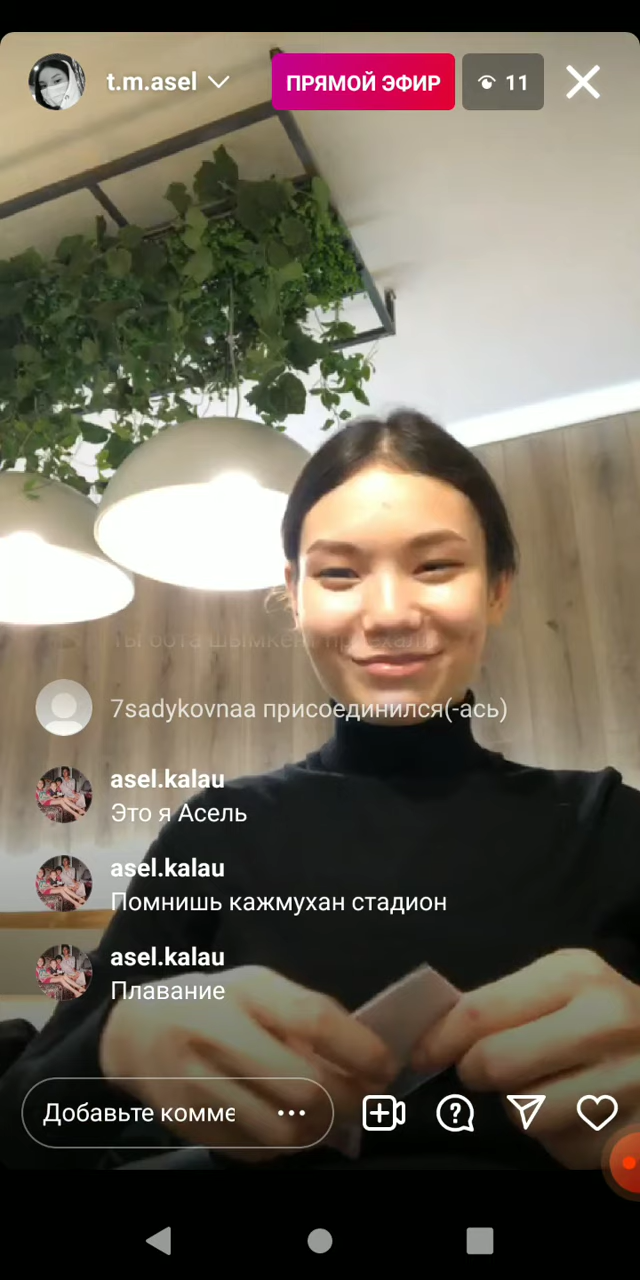 t.m.asel
ПРЯМОЙ ЭФИР
11
7sadykovnaa присоединился(-ась)
asel.kalau
Это я Асель
asel.kalau
Помнишь кажмухан стадион
asel.kalau
Плавание
Добавьте комме